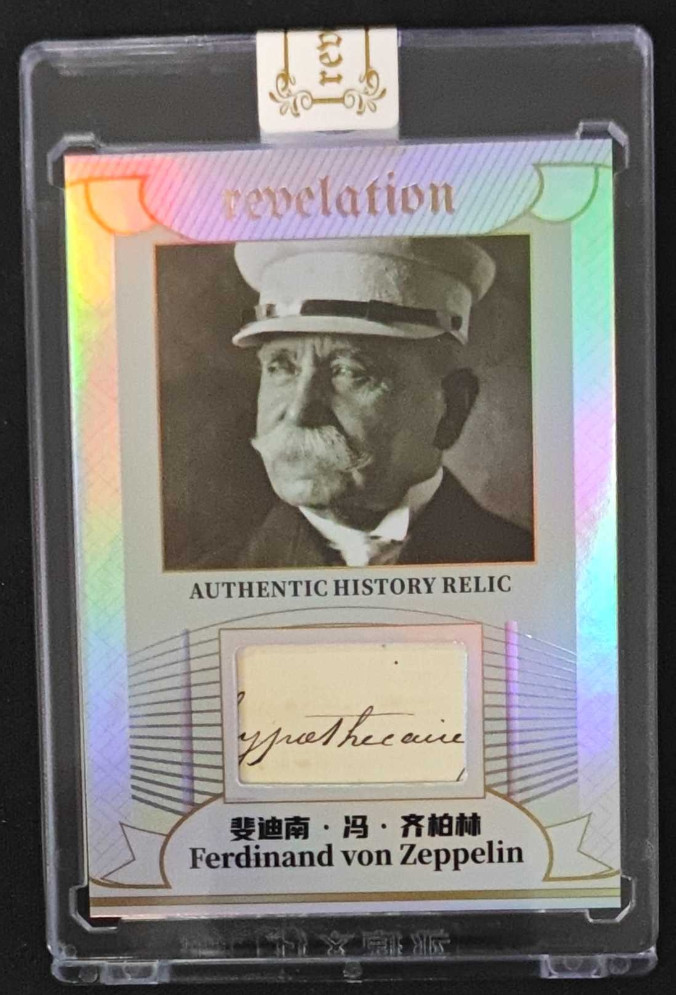 rev
revelation
AUTHENTIC HISTORY RELIC
ypothecaire
斐迪南 · 冯 · 齐柏林
Ferdinand von Zeppelin